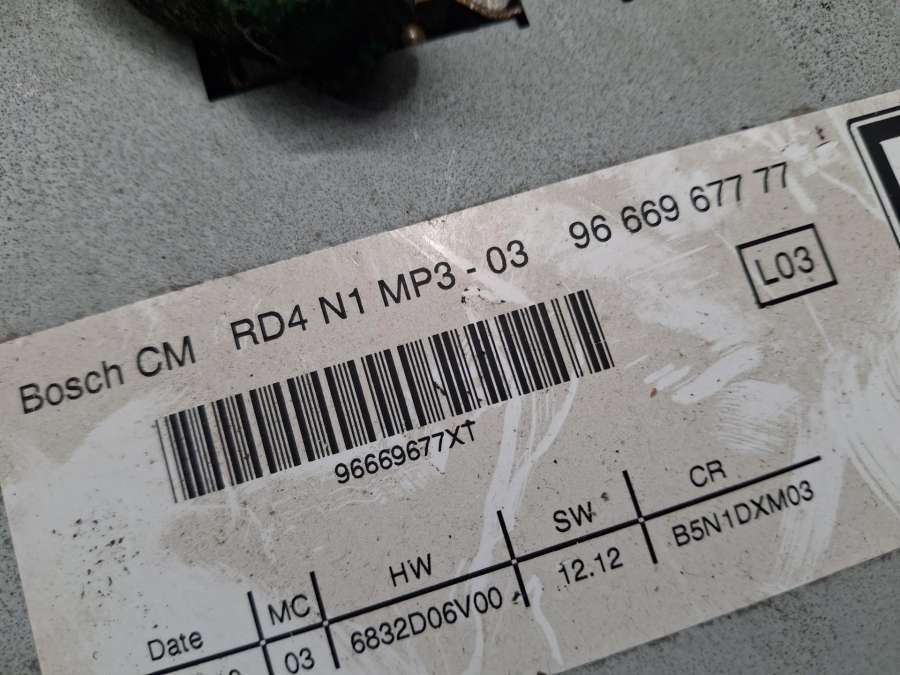 Bosch CM RD4 N1 MP3 - 03 96 669 677 77
L03
96669677XT
Date MC HW SW CR
03 6832D06V00 12.12 B5N1DXM03